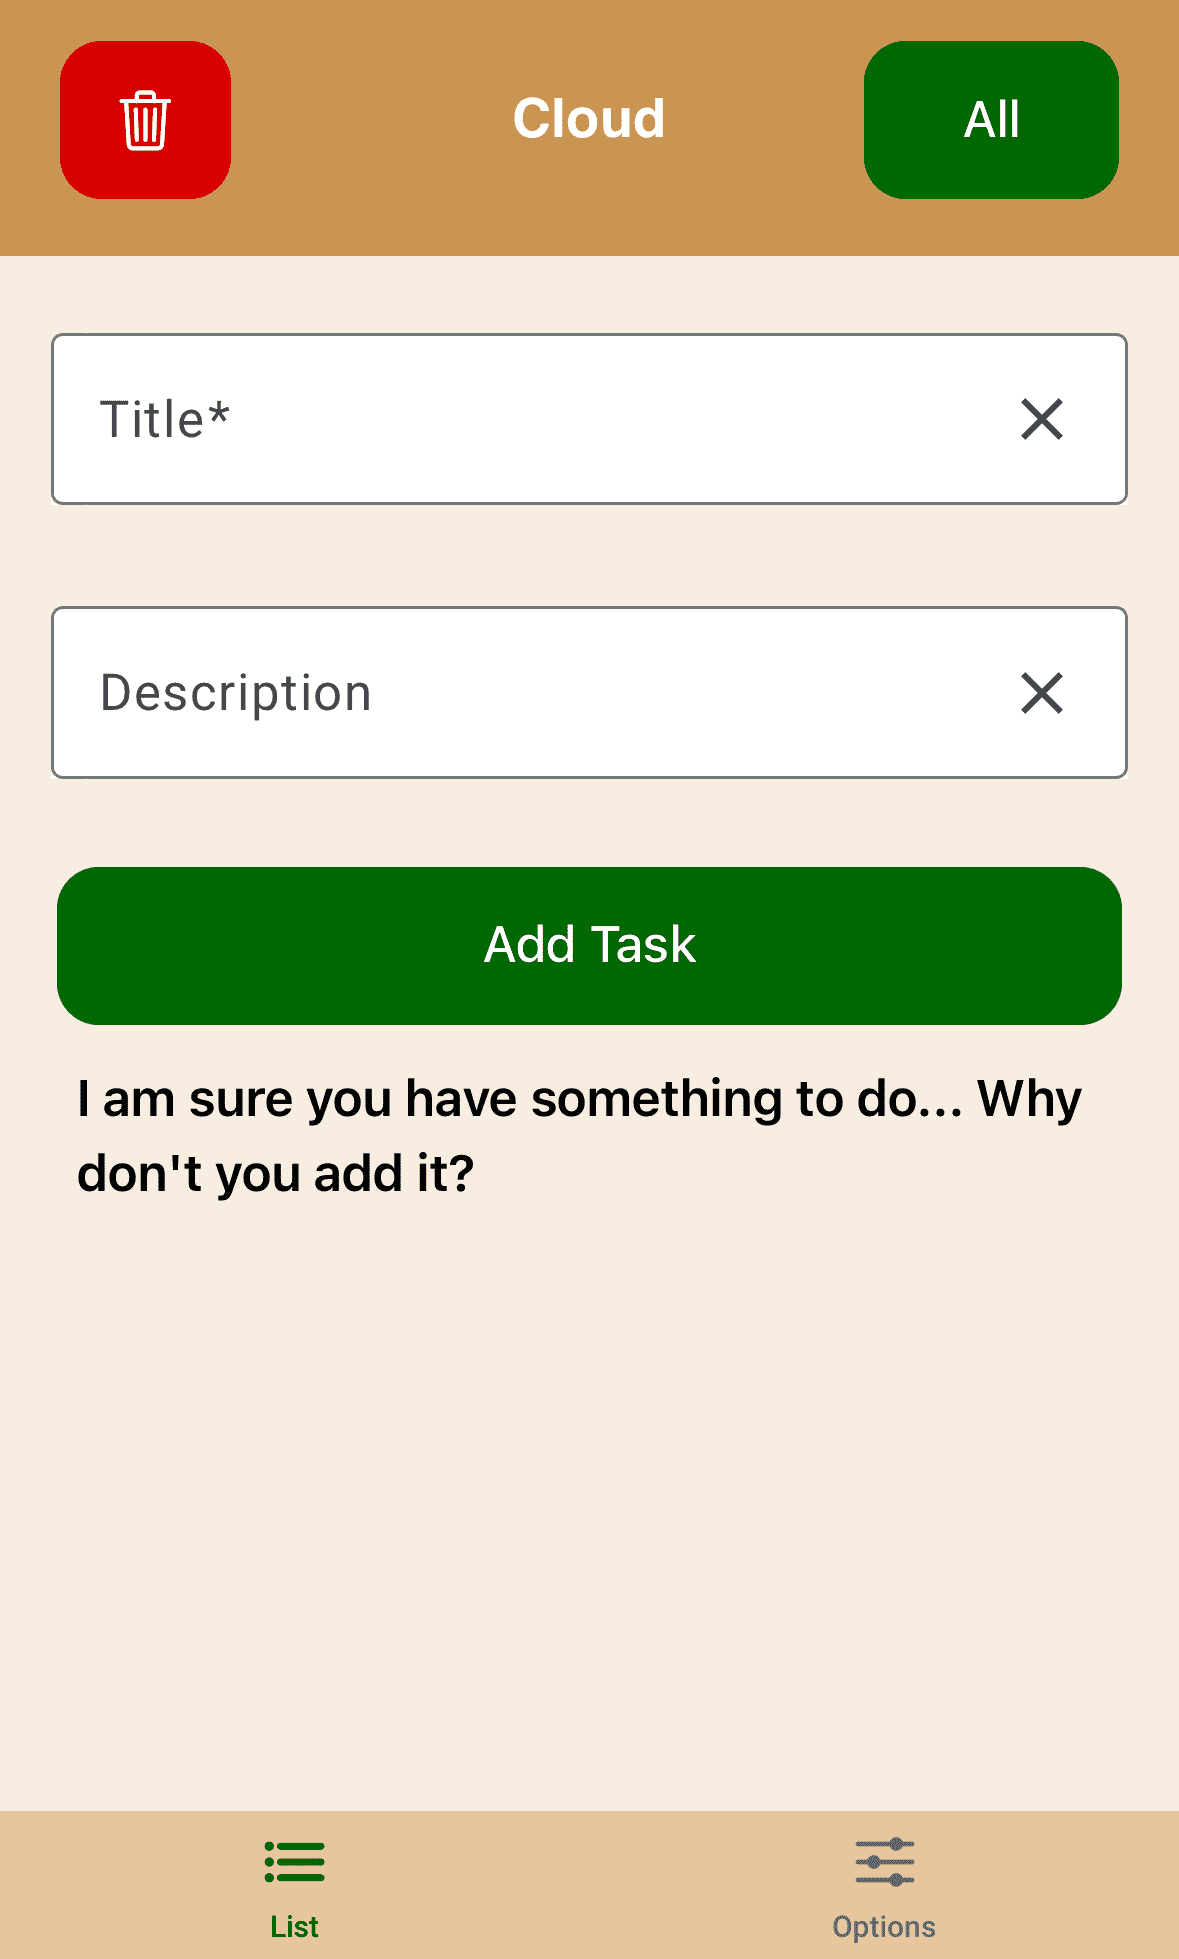 Cloud
All
Title*
Description
Add Task
I am sure you have something to do... Why
don't you add it?
List
Options